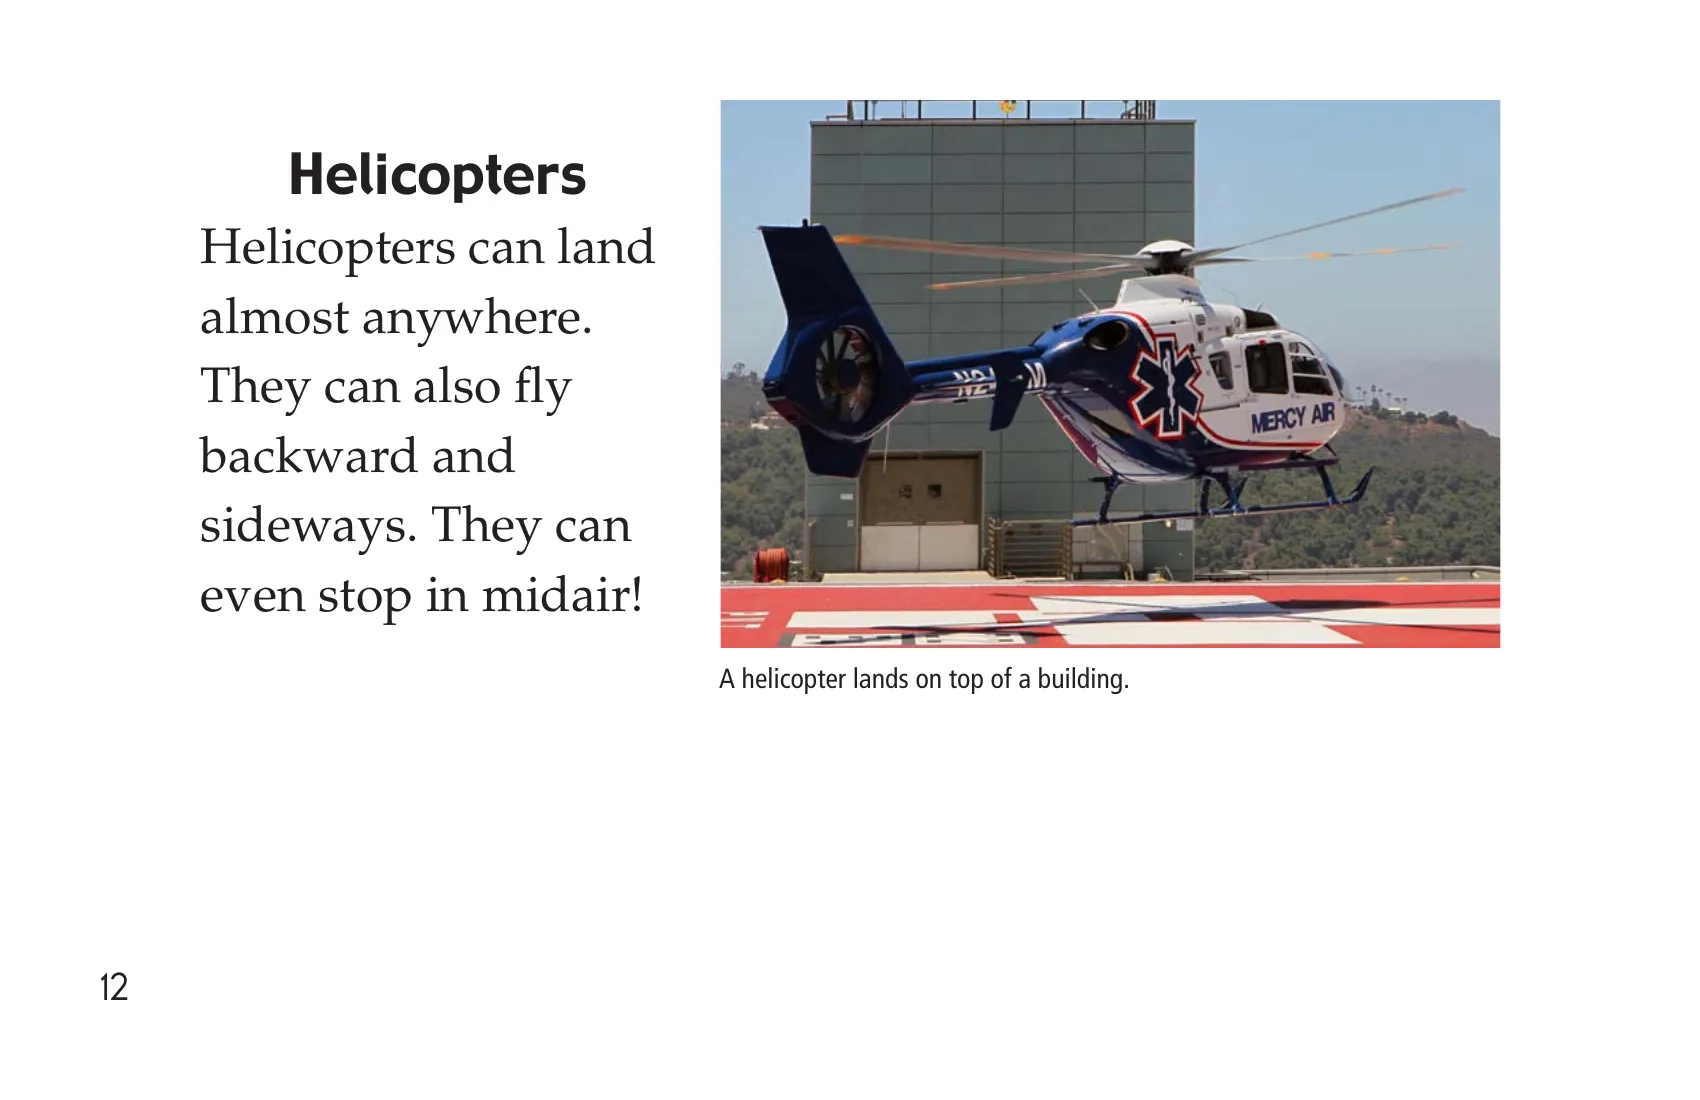 Helicopters
Helicopters can land
almost anywhere.
They can also fly
backward and
sideways. They can
even stop in midair!
MERCY AIR
A helicopter lands on top of a building.
12